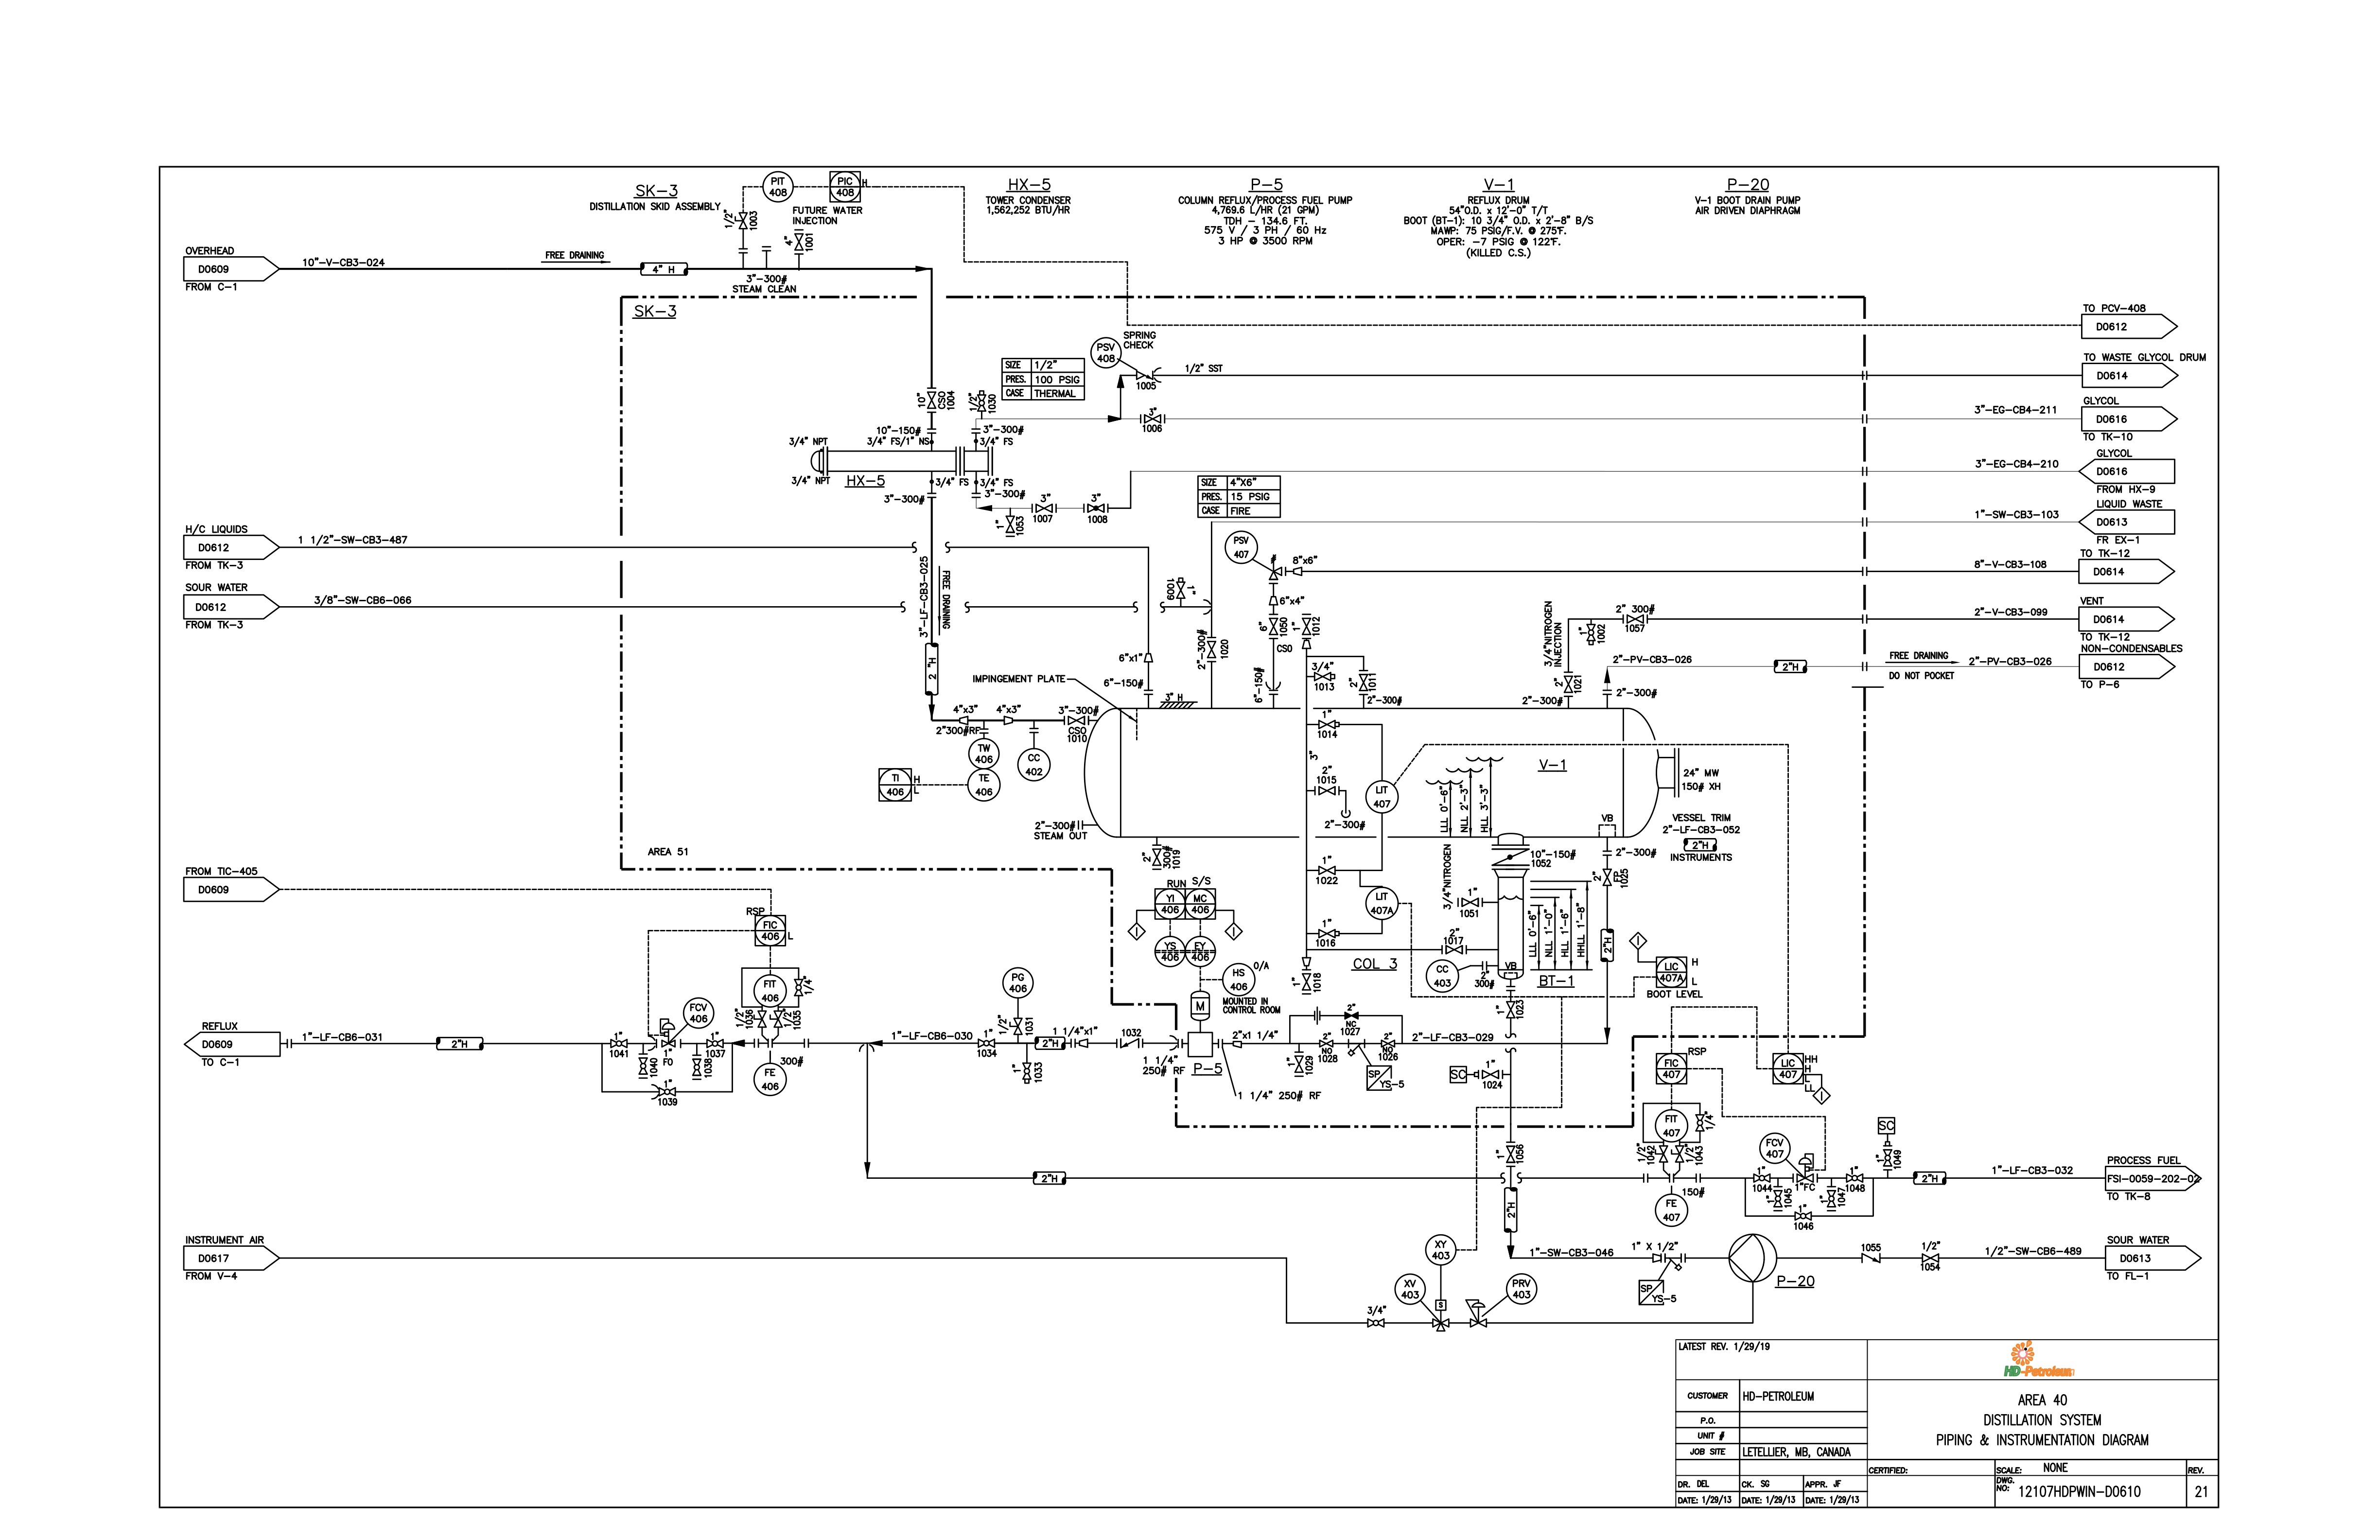 SK-3
DISTILLATION SKID ASSEMBLY
PIT
408
PIC
408
H
FUTURE WATER
INJECTION
1/2"
1003
4"
1001
HX-5
TOWER CONDENSER
1,562,252 BTU/HR
P-5
COLUMN REFLUX/PROCESS FUEL PUMP
4,769.6 L/HR (21 GPM)
TDH - 134.6 FT.
575 V / 3 PH / 60 Hz
3 HP @ 3500 RPM
V-1
REFLUX DRUM
54"O.D. x 12'-0" T/T
BOOT (BT-1): 10 3/4" O.D. x 2'-8" B/S
MAWP: 75 PSIG/F.V. @ 275°F.
OPER: -7 PSIG @ 122°F.
(KILLED C.S.)
P-20
V-1 BOOT DRAIN PUMP
AIR DRIVEN DIAPHRAGM
OVERHEAD
D0609
FROM C-1
10"-V-CB3-024
FREE DRAINING
4" H
3"-300#
STEAM CLEAN
SK-3
TO PCV-408
D0612
SPRING
CHECK
PSV
408
1005
1/2" SST
TO WASTE GLYCOL DRUM
D0614
SIZE 1/2"
PRES. 100 PSIG
CASE THERMAL
10"
CSO
1004
1/2"
1030
3"
1006
3"-EG-CB4-211
GLYCOL
D0616
TO TK-10
10"-150#
3"-300#
3/4" NPT
3/4" FS/1" NS
3/4" FS
3/4" NPT
HX-5
3/4" FS
3/4" FS
3"-300#
3"-300#
3"-EG-CB4-210
GLYCOL
D0616
FROM HX-9
1"
1053
3"
1007
3"
1008
SIZE 4"X6"
PRES. 15 PSIG
CASE FIRE
1"-SW-CB3-103
LIQUID WASTE
D0613
FR EX-1
H/C LIQUIDS
D0612
FROM TK-3
1 1/2"-SW-CB3-487
PSV
407
#
8"x6"
8"-V-CB3-108
TO TK-12
D0614
SOUR WATER
D0612
FROM TK-3
3/8"-SW-CB6-066
3"-LF-CB3-025
FREE DRAINING
2"H
1009
1"
2"-300#
1020
6"x4"
6"
1050
CSO
1"
1012
6"-150#
3/4"
1013
2"
1011
2"-300#
3/4"NITROGEN
INJECTION
1"
1002
2" 300#
1057
2"-V-CB3-099
VENT
D0614
TO TK-12
2"
1021
2"-300#
2"-PV-CB3-026
2"-300#
2"H
FREE DRAINING
DO NOT POCKET
2"-PV-CB3-026
NON-CONDENSABLES
D0612
TO P-6
6"x1"
6"-150#
IMPINGEMENT PLATE
3" H
4"x3"
4"x3"
3"-300#
CSO
1010
2"300#RF
TW
406
TE
406
CC
402
TI
406
H
L
2"-300#
STEAM OUT
1"
1014
3"
2"
1015
2"-300#
LIT
407
LLL 0'-6"
NLL 2'-3"
HLL 3'-3"
V-1
24" MW
150# XH
VB
VESSEL TRIM
2"-LF-CB3-052
2"H
INSTRUMENTS
AREA 51
2"
300#
1019
1"
1022
LIT
407A
1"
1016
3/4"NITROGEN
10"-150#
1052
2"-300#
2"
FP
1025
1"
1051
LLL 0'-6"
NLL 1'-0"
HLL 1'-6"
HHLL 1'-8"
2"H
2"
1017
COL 3
CC
403
VB
2"
300#
BT-1
1"
1018
1"
1023
I
LIC
407A
H
L
BOOT LEVEL
FROM TIC-405
D0609
RUN
S/S
YI
406
MC
406
I
I
YS
406
EY
406
HS
406
O/A
MOUNTED IN
CONTROL ROOM
M
RSP
FIC
406
L
FIT
406
1/4"
1/2"
1036
1/2"
1035
FCV
406
PG
406
1/2"
1031
REFLUX
D0609
TO C-1
1"-LF-CB6-031
2"H
1"
1041
1"
FO
1040
1"
1037
1038
1"
1039
300#
FE
406
1"-LF-CB6-030
1"
1034
2"H
1"
1033
1 1/4"x1"
1032
1 1/4"
250# RF
P-5
2"x1 1/4"
1 1/4" 250# RF
1"
1029
2"
NC
1027
2"
NO
1028
2"
NO
1026
SP
YS-5
2"-LF-CB3-029
SC
1"
1024
1"
1056
2"H
2"H
RSP
FIC
407
LIC
407
HH
H
L
LL
I
FIT
407
1/4"
1/2"
1042
1/2"
1043
150#
FE
407
FCV
407
1"
1044
1"
1045
1"FC
1"
1047
1"
1048
1"
1046
SC
1"
1049
2"H
1"-LF-CB3-032
PROCESS FUEL
FSI-0059-202-02
TO TK-8
INSTRUMENT AIR
D0617
FROM V-4
XY
403
S
XV
403
PRV
403
3/4"
1"-SW-CB3-046
1" X 1/2"
SP
YS-5
P-20
1055
1/2"
1054
1/2"-SW-CB6-489
SOUR WATER
D0613
TO FL-1
LATEST REV. 1/29/19
HD-Petroleum
CUSTOMER HD-PETROLEUM
P.O.
UNIT #
JOB SITE LETELLIER, MB, CANADA
AREA 40
DISTILLATION SYSTEM
PIPING & INSTRUMENTATION DIAGRAM
DR. DEL
CK. SG
APPR. JF
DATE: 1/29/13
DATE: 1/29/13
DATE: 1/29/13
CERTIFIED:
SCALE: NONE
DWG. NO: 12107HDPWIN-D0610
REV.
21